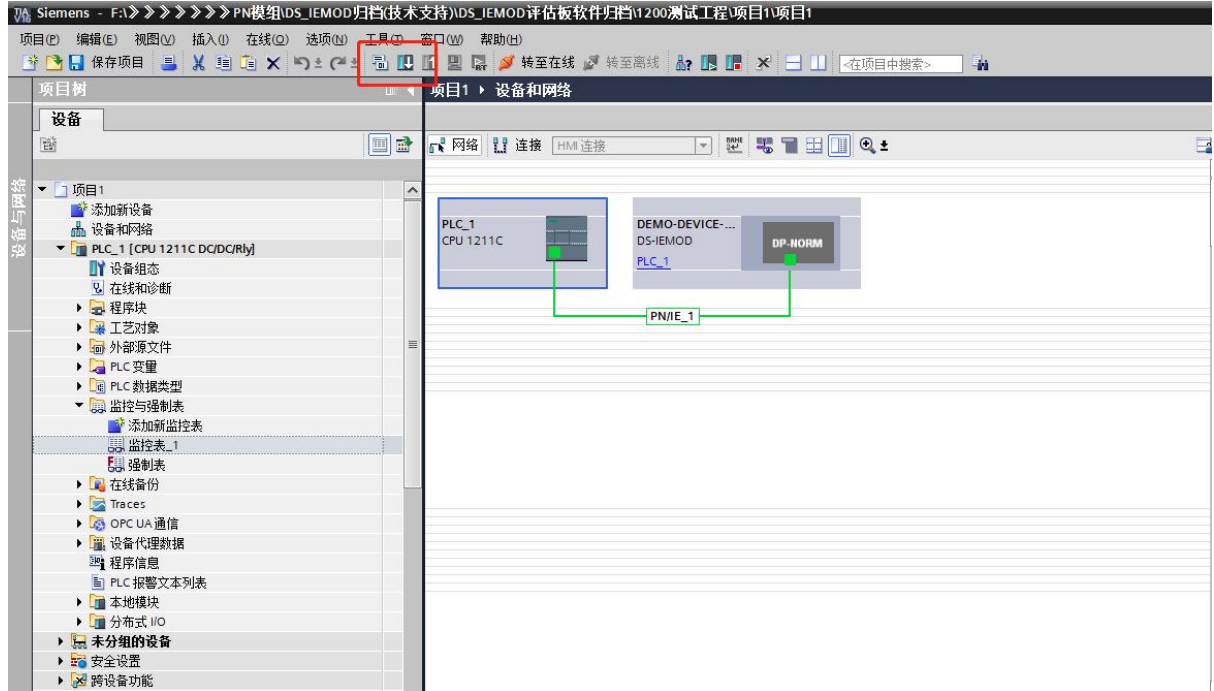 Siemens - F:\》》》》》》》PN模组\DS_IEMOD归档(技术支持)\DS_IEMOD评估板软件归档\1200测试工程\项目1\项目1
项目(P) 编辑(E) 视图(V) 插入(I) 在线(O) 选项(N) 工具(T) 窗口(W) 帮助(H)
保存项目 转至在线 转至离线 <在项目中搜索>
项目树
项目1 设备和网络
设备
网络 连接 HMI 连接
设备与网络
项目1
添加新设备
设备和网络
PLC_1 [CPU 1211C DC/DC/Rly]
设备组态
在线和诊断
程序块
工艺对象
外部源文件
PLC 变量
PLC 数据类型
监控与强制表
添加新监控表
监控表_1
强制表
在线备份
Traces
OPC UA 通信
设备代理数据
程序信息
PLC 报警文本列表
本地模块
分布式 I/O
未分组的设备
安全设置
跨设备功能
PLC_1
CPU 1211C
DEMO-DEVICE-...
DS-IEMOD
PLC_1
DP-NORM
PN/IE_1